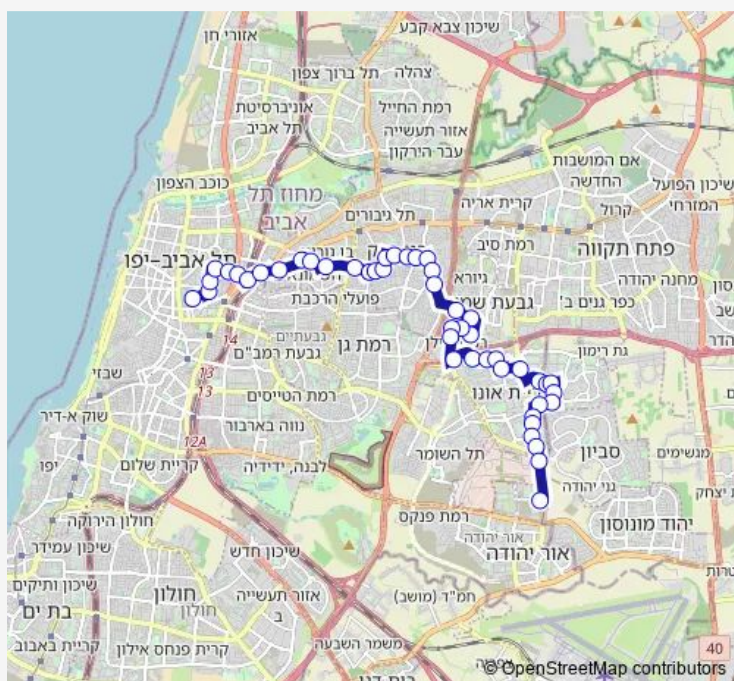 שיכון צבא קבע
אזורי חן
צהלה
תל ברוך צפון
אוניברסיטת
תל אביב
רמת החייל
אזור תעשייה
עבר הירקון
אם המושבות
החדשה
כוכב הצפון
מחוז תל
אביב
תל גיבורים
קרית אריה
קרול
שיכון הפועל
המזרחי
רמת סיב
פתח תקווה
תל אביב-יפו
גיורא
מחנה יהודה
כפר גנים ב'
פועלי הרכבת
גבעתיים
רמת גן
גבעת רמב"ם
גת רימון
14
שבזי
13
13
רמת הטייסים
שוק א-דיר
נווה בארבור
12A
סביון
תל השומר
מגשימים
יפו
קריית שלום
לבנה, ידידיה
גני יהודה
רמת פנקס
חולון הירוקה
יהוד מונוסון
אור יהודה
אור יהודה
שיכון עמידר
שיכון חדש
שיכון ותיקים
חולון
חולון
אזור תעשייה
ב
חמ"ד (מושב)
בת ים
משמר השבעה
קרית פנחס אילון
קריית באבוב
40
© OpenStreetMap contributors